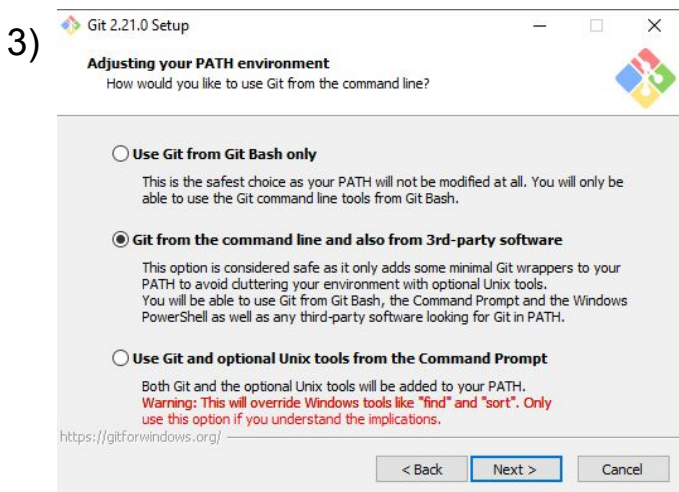 3)
Git 2.21.0 Setup
Adjusting your PATH environment
How would you like to use Git from the command line?
Use Git from Git Bash only
This is the safest choice as your PATH will not be modified at all. You will only be
able to use the Git command line tools from Git Bash.
Git from the command line and also from 3rd-party software
This option is considered safe as it only adds some minimal Git wrappers to your
PATH to avoid cluttering your environment with optional Unix tools.
You will be able to use Git from Git Bash, the Command Prompt and the Windows
PowerShell as well as any third-party software looking for Git in PATH.
Use Git and optional Unix tools from the Command Prompt
Both Git and the optional Unix tools will be added to your PATH.
Warning: This will override Windows tools like "find" and "sort". Only
use this option if you understand the implications.
https://gitforwindows.org/
< Back Next > Cancel